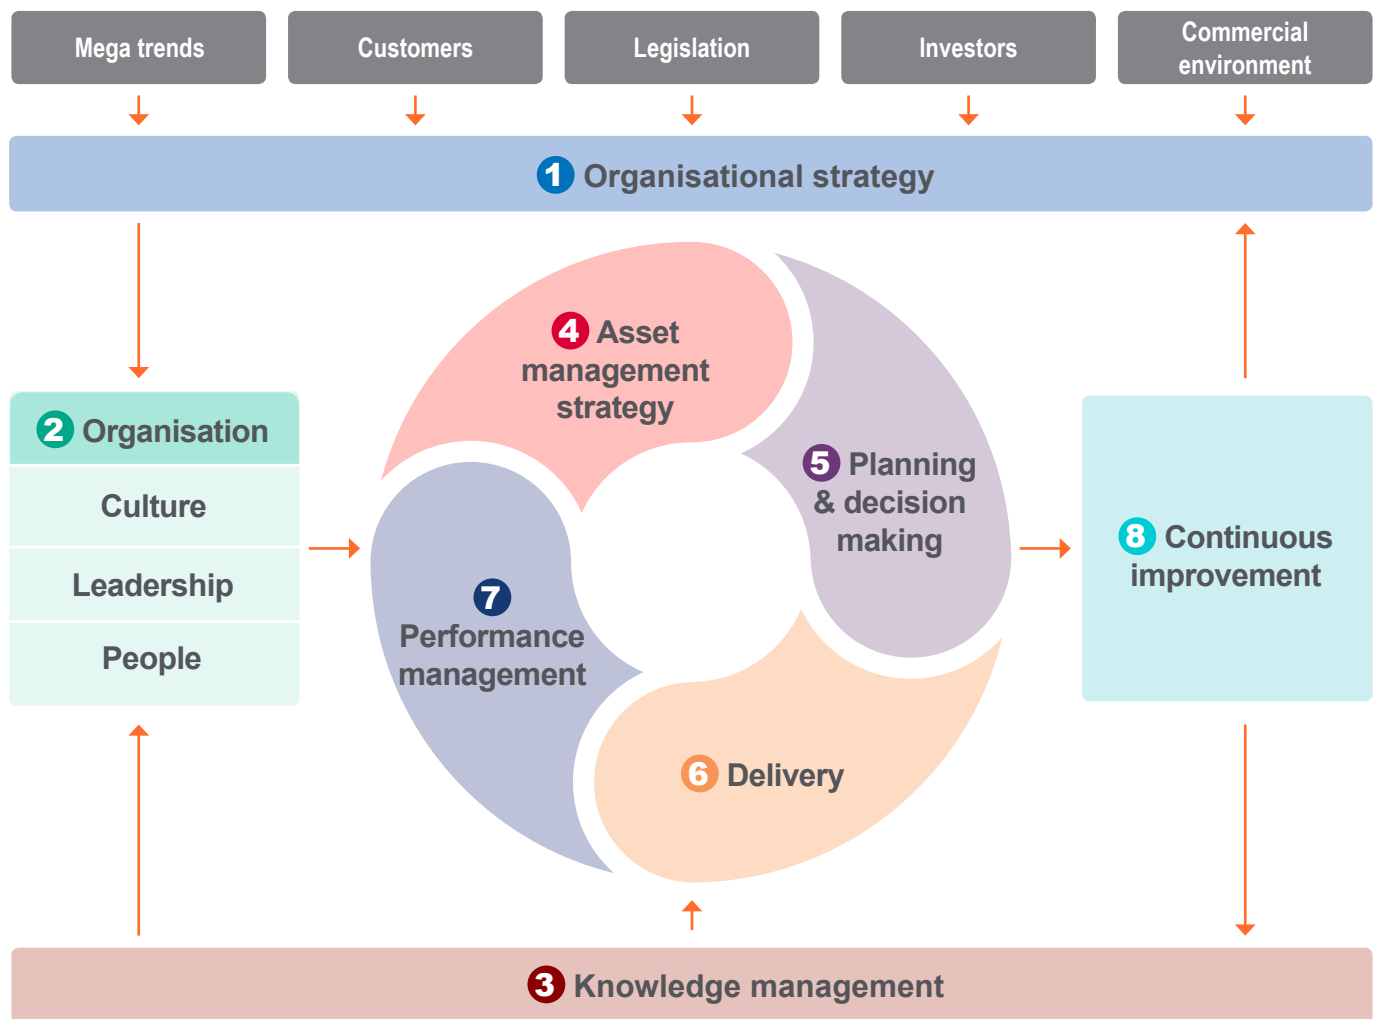 Mega trends
Customers
Legislation
Investors
Commercial
environment
1 Organisational strategy
4 Asset
management
strategy
2 Organisation
Culture
Leadership
People
5 Planning
& decision
making
8 Continuous
improvement
7
Performance
management
6 Delivery
3 Knowledge management